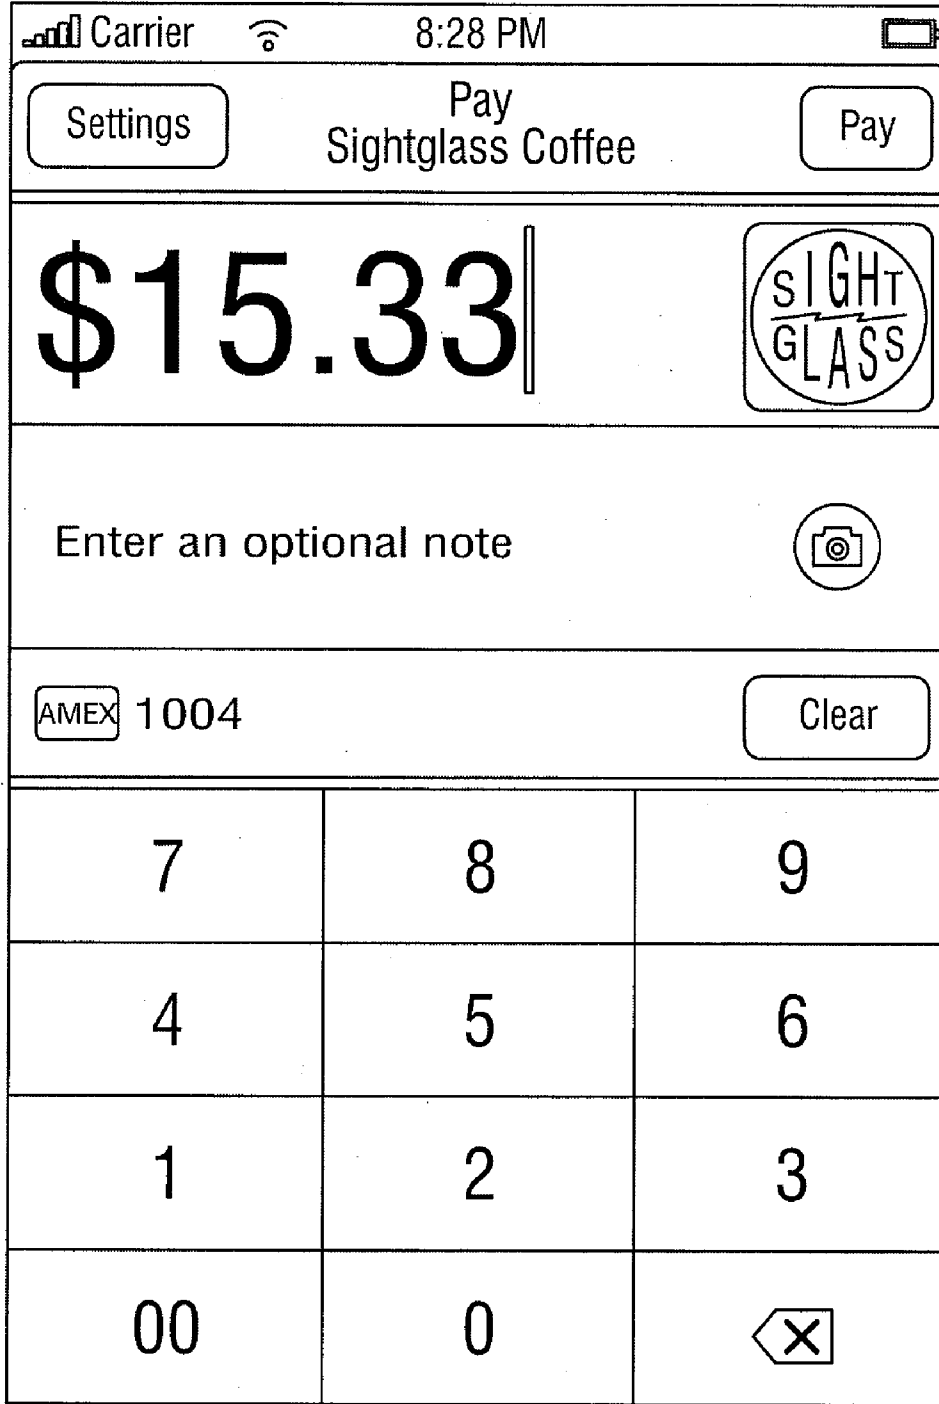 Carrier 8:28 PM
Settings
Pay
Sightglass Coffee
Pay
$15.33
SIGHT
GLASS
Enter an optional note
AMEX 1004
Clear
7 8 9
4 5 6
1 2 3
00 0